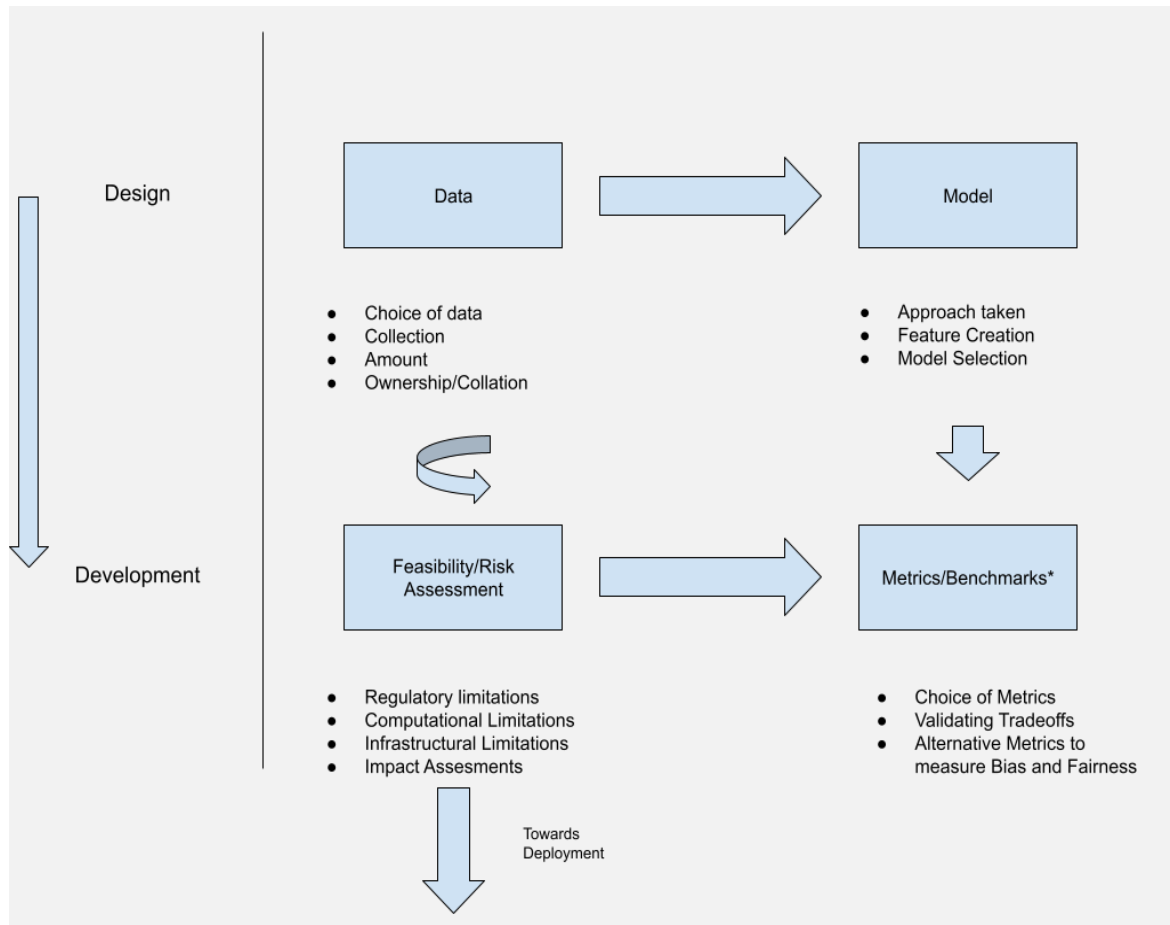 Design
Data
Model
Choice of data
Collection
Amount
Ownership/Collation
Approach taken
Feature Creation
Model Selection
Development
Feasibility/Risk
Assessment
Metrics/Benchmarks*
Regulatory limitations
Computational Limitations
Infrastructural Limitations
Impact Assesments
Choice of Metrics
Validating Tradeoffs
Alternative Metrics to
measure Bias and Fairness
Towards
Deployment